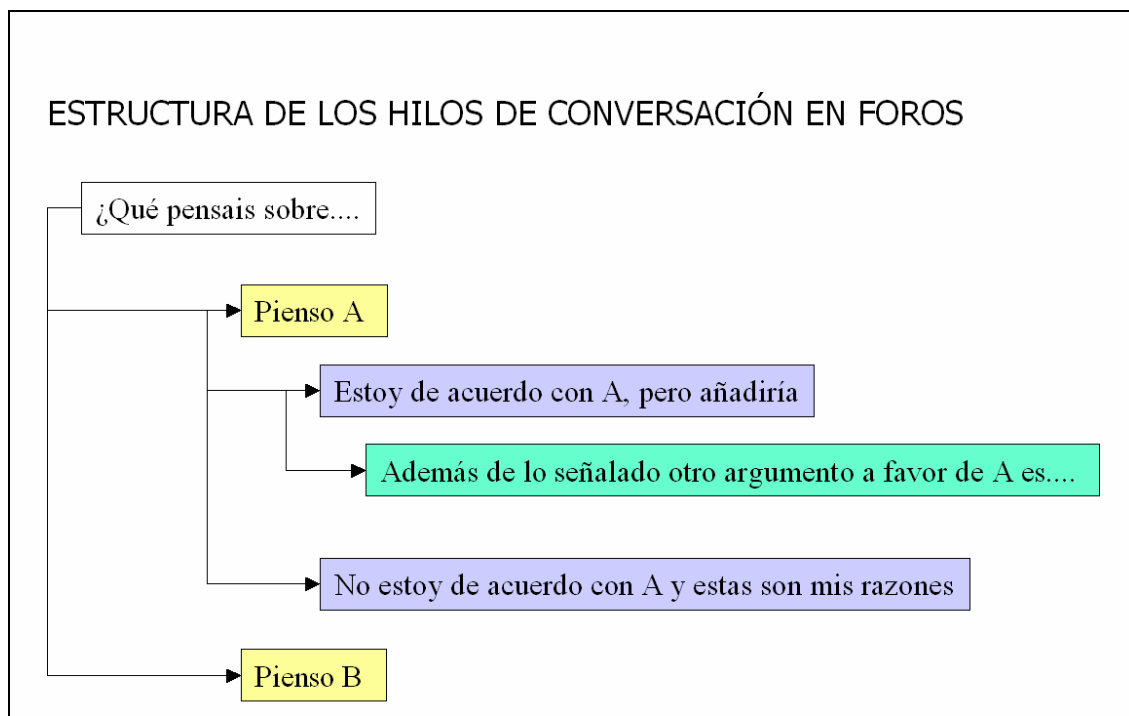 ESTRUCTURA DE LOS HILOS DE CONVERSACIÓN EN FOROS
¿Qué pensais sobre....
Pienso A
Estoy de acuerdo con A, pero añadiría
Además de lo señalado otro argumento a favor de A es....
No estoy de acuerdo con A y estas son mis razones
Pienso B